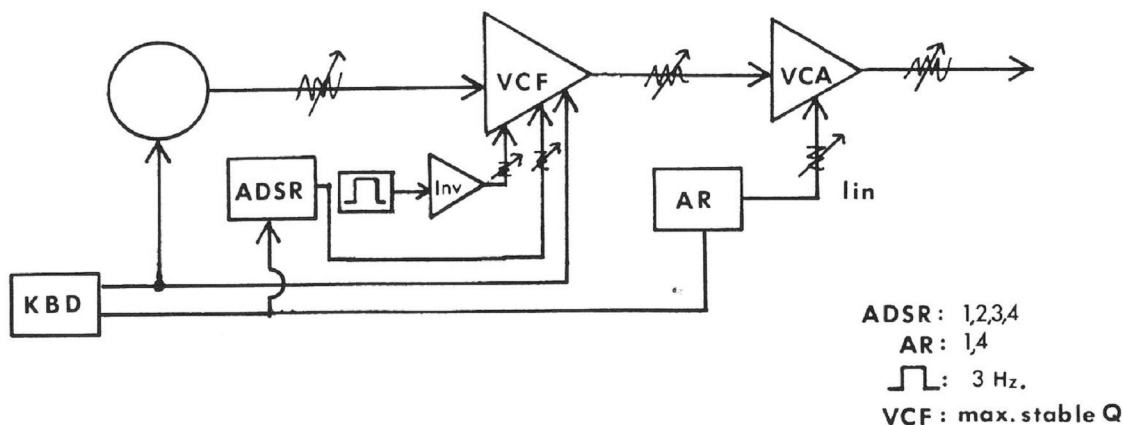 VCF
VCA
Inv
ADSR
AR
lin
KBD
ADSR: 1,2,3,4
AR: 1,4
: 3 Hz.
VCF: max. stable Q